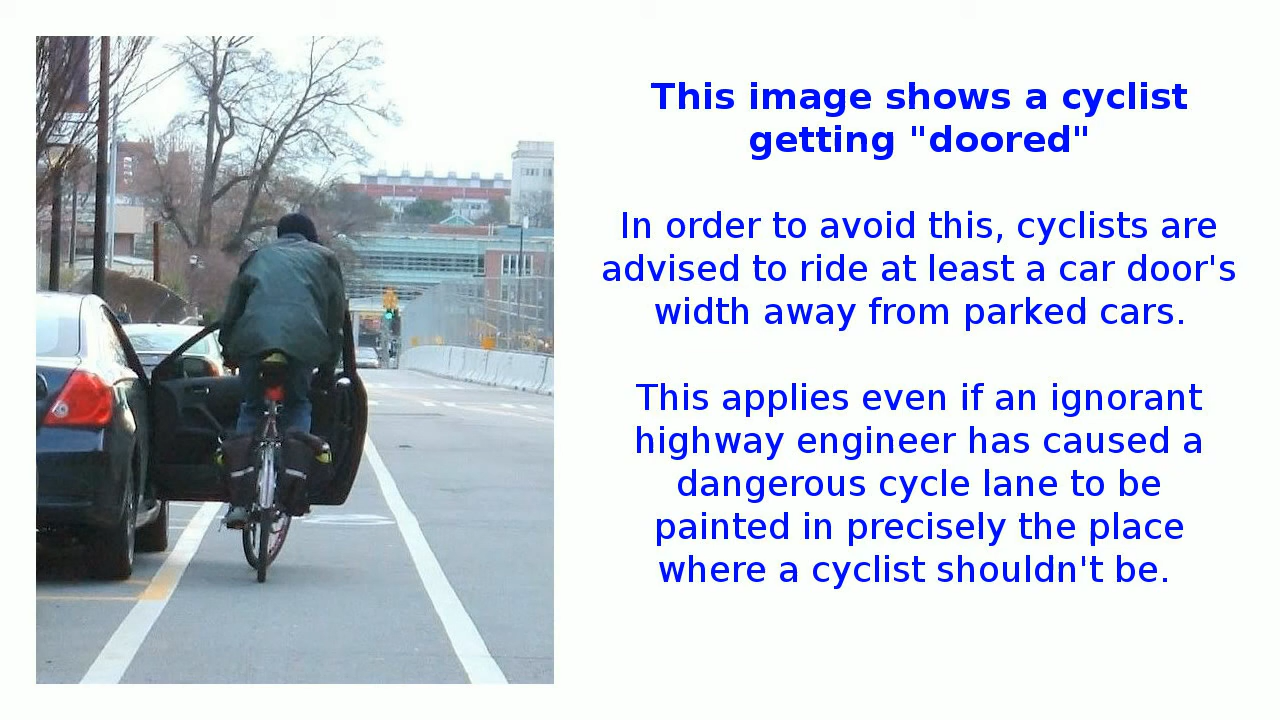 This image shows a cyclist
getting "doored"
In order to avoid this, cyclists are
advised to ride at least a car door's
width away from parked cars.
This applies even if an ignorant
highway engineer has caused a
dangerous cycle lane to be
painted in precisely the place
where a cyclist shouldn't be.